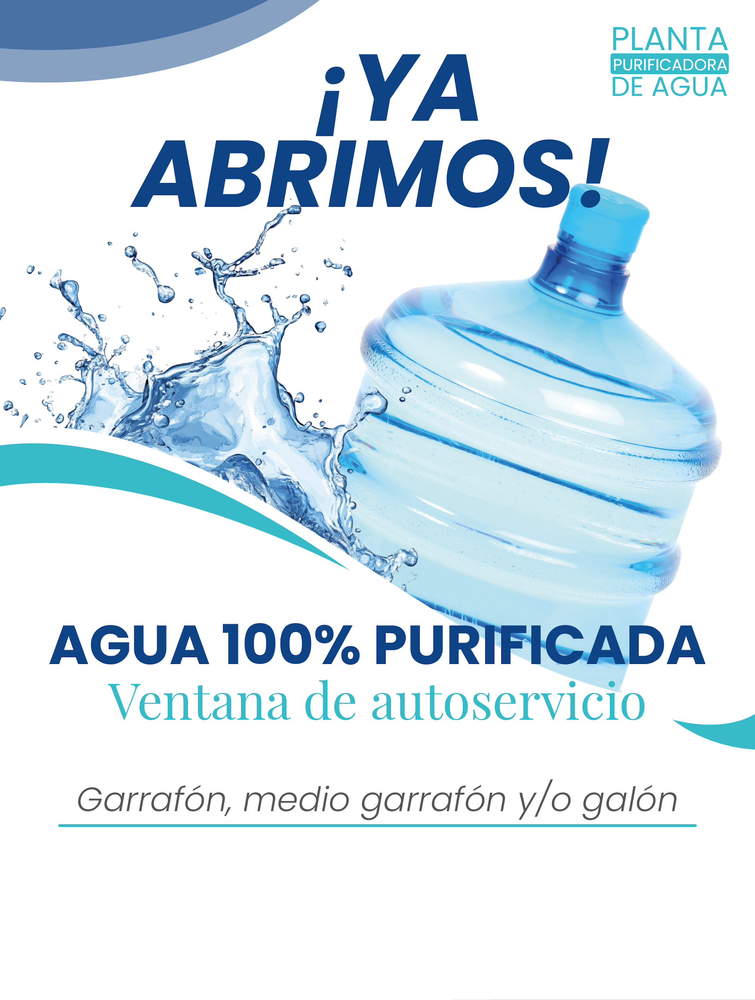 PLANTA
PURIFICADORA
DE AGUA
¡YA
ABRIMOS!
AGUA 100% PURIFICADA
Ventana de autoservicio
Garrafón, medio garrafón y/o galón